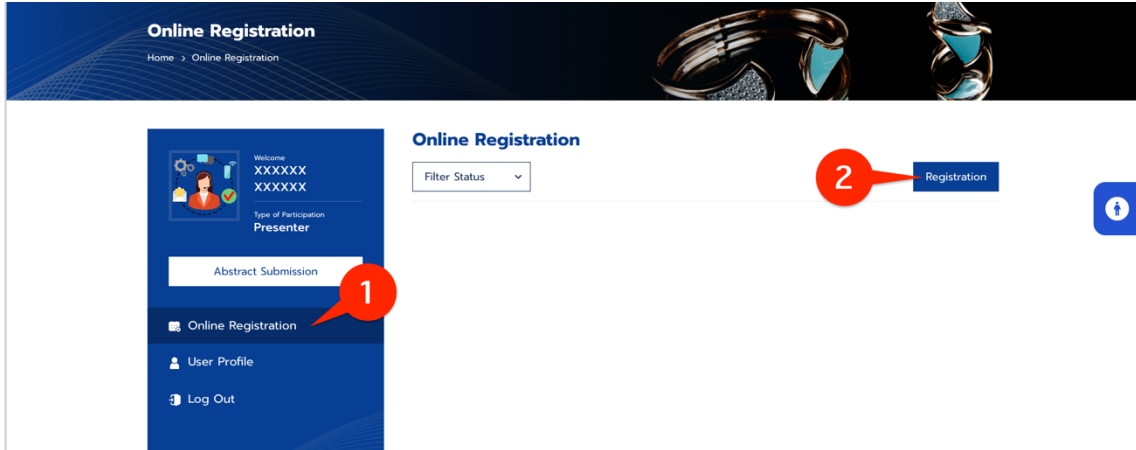 Online Registration
Home > Online Registration
Welcome
XXXXXX
XXXXXX
Type of Participation
Presenter
Abstract Submission
1
Online Registration
User Profile
Log Out
Online Registration
Filter Status
2
Registration